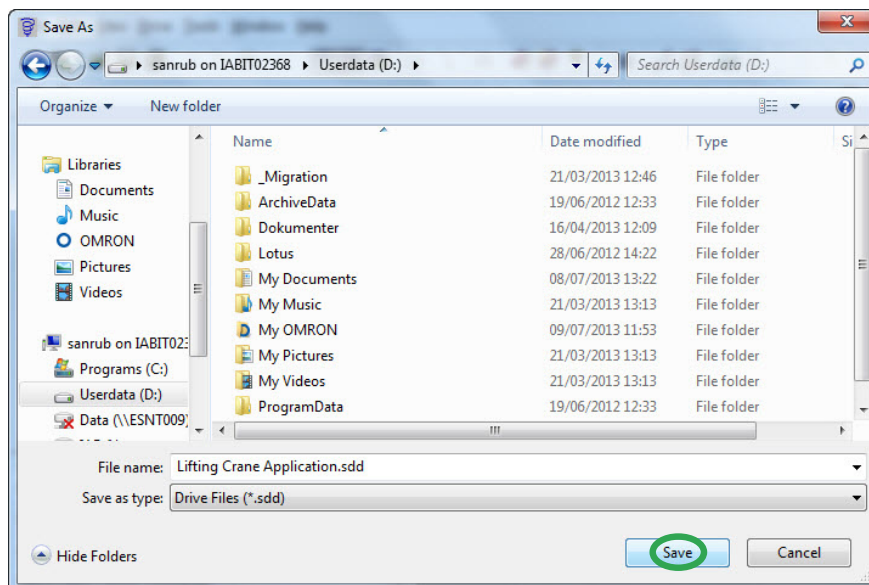 Save As
sanrub on IABIT02368 Userdata (D:) Search Userdata (D:)
Organize New folder
Name Date modified Type Si
Libraries
Documents
Music
OMRON
Pictures
Videos
sanrub on IABIT023
Programs (C:)
Userdata (D:)
Data (\\ESNT009)
_Migration 21/03/2013 12:46 File folder
ArchiveData 19/06/2012 12:33 File folder
Dokumenter 16/04/2013 12:09 File folder
Lotus 28/06/2012 14:22 File folder
My Documents 08/07/2013 13:22 File folder
My Music 21/03/2013 13:13 File folder
My OMRON 09/07/2013 11:53 File folder
My Pictures 21/03/2013 13:13 File folder
My Videos 21/03/2013 13:13 File folder
ProgramData 19/06/2012 12:33 File folder
File name: Lifting Crane Application.sdd
Save as type: Drive Files (*.sdd)
Hide Folders Save Cancel